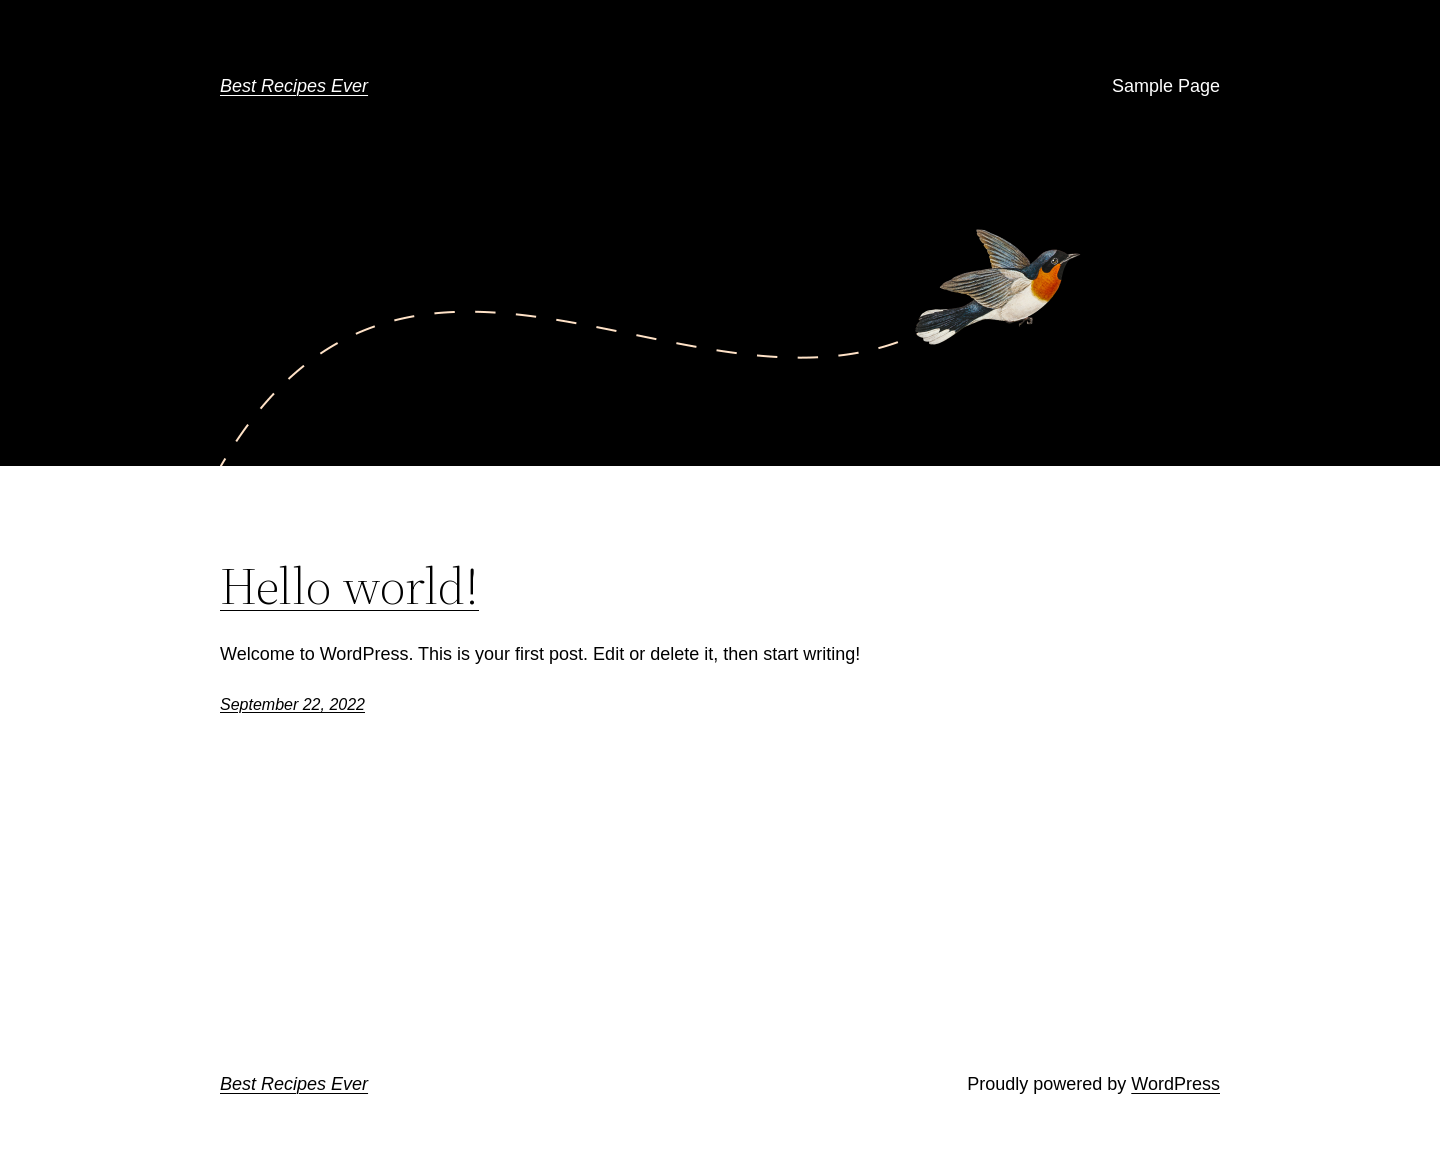 Best Recipes Ever
Sample Page
Hello world!
Welcome to WordPress. This is your first post. Edit or delete it, then start writing!
September 22, 2022
Best Recipes Ever
Proudly powered by WordPress